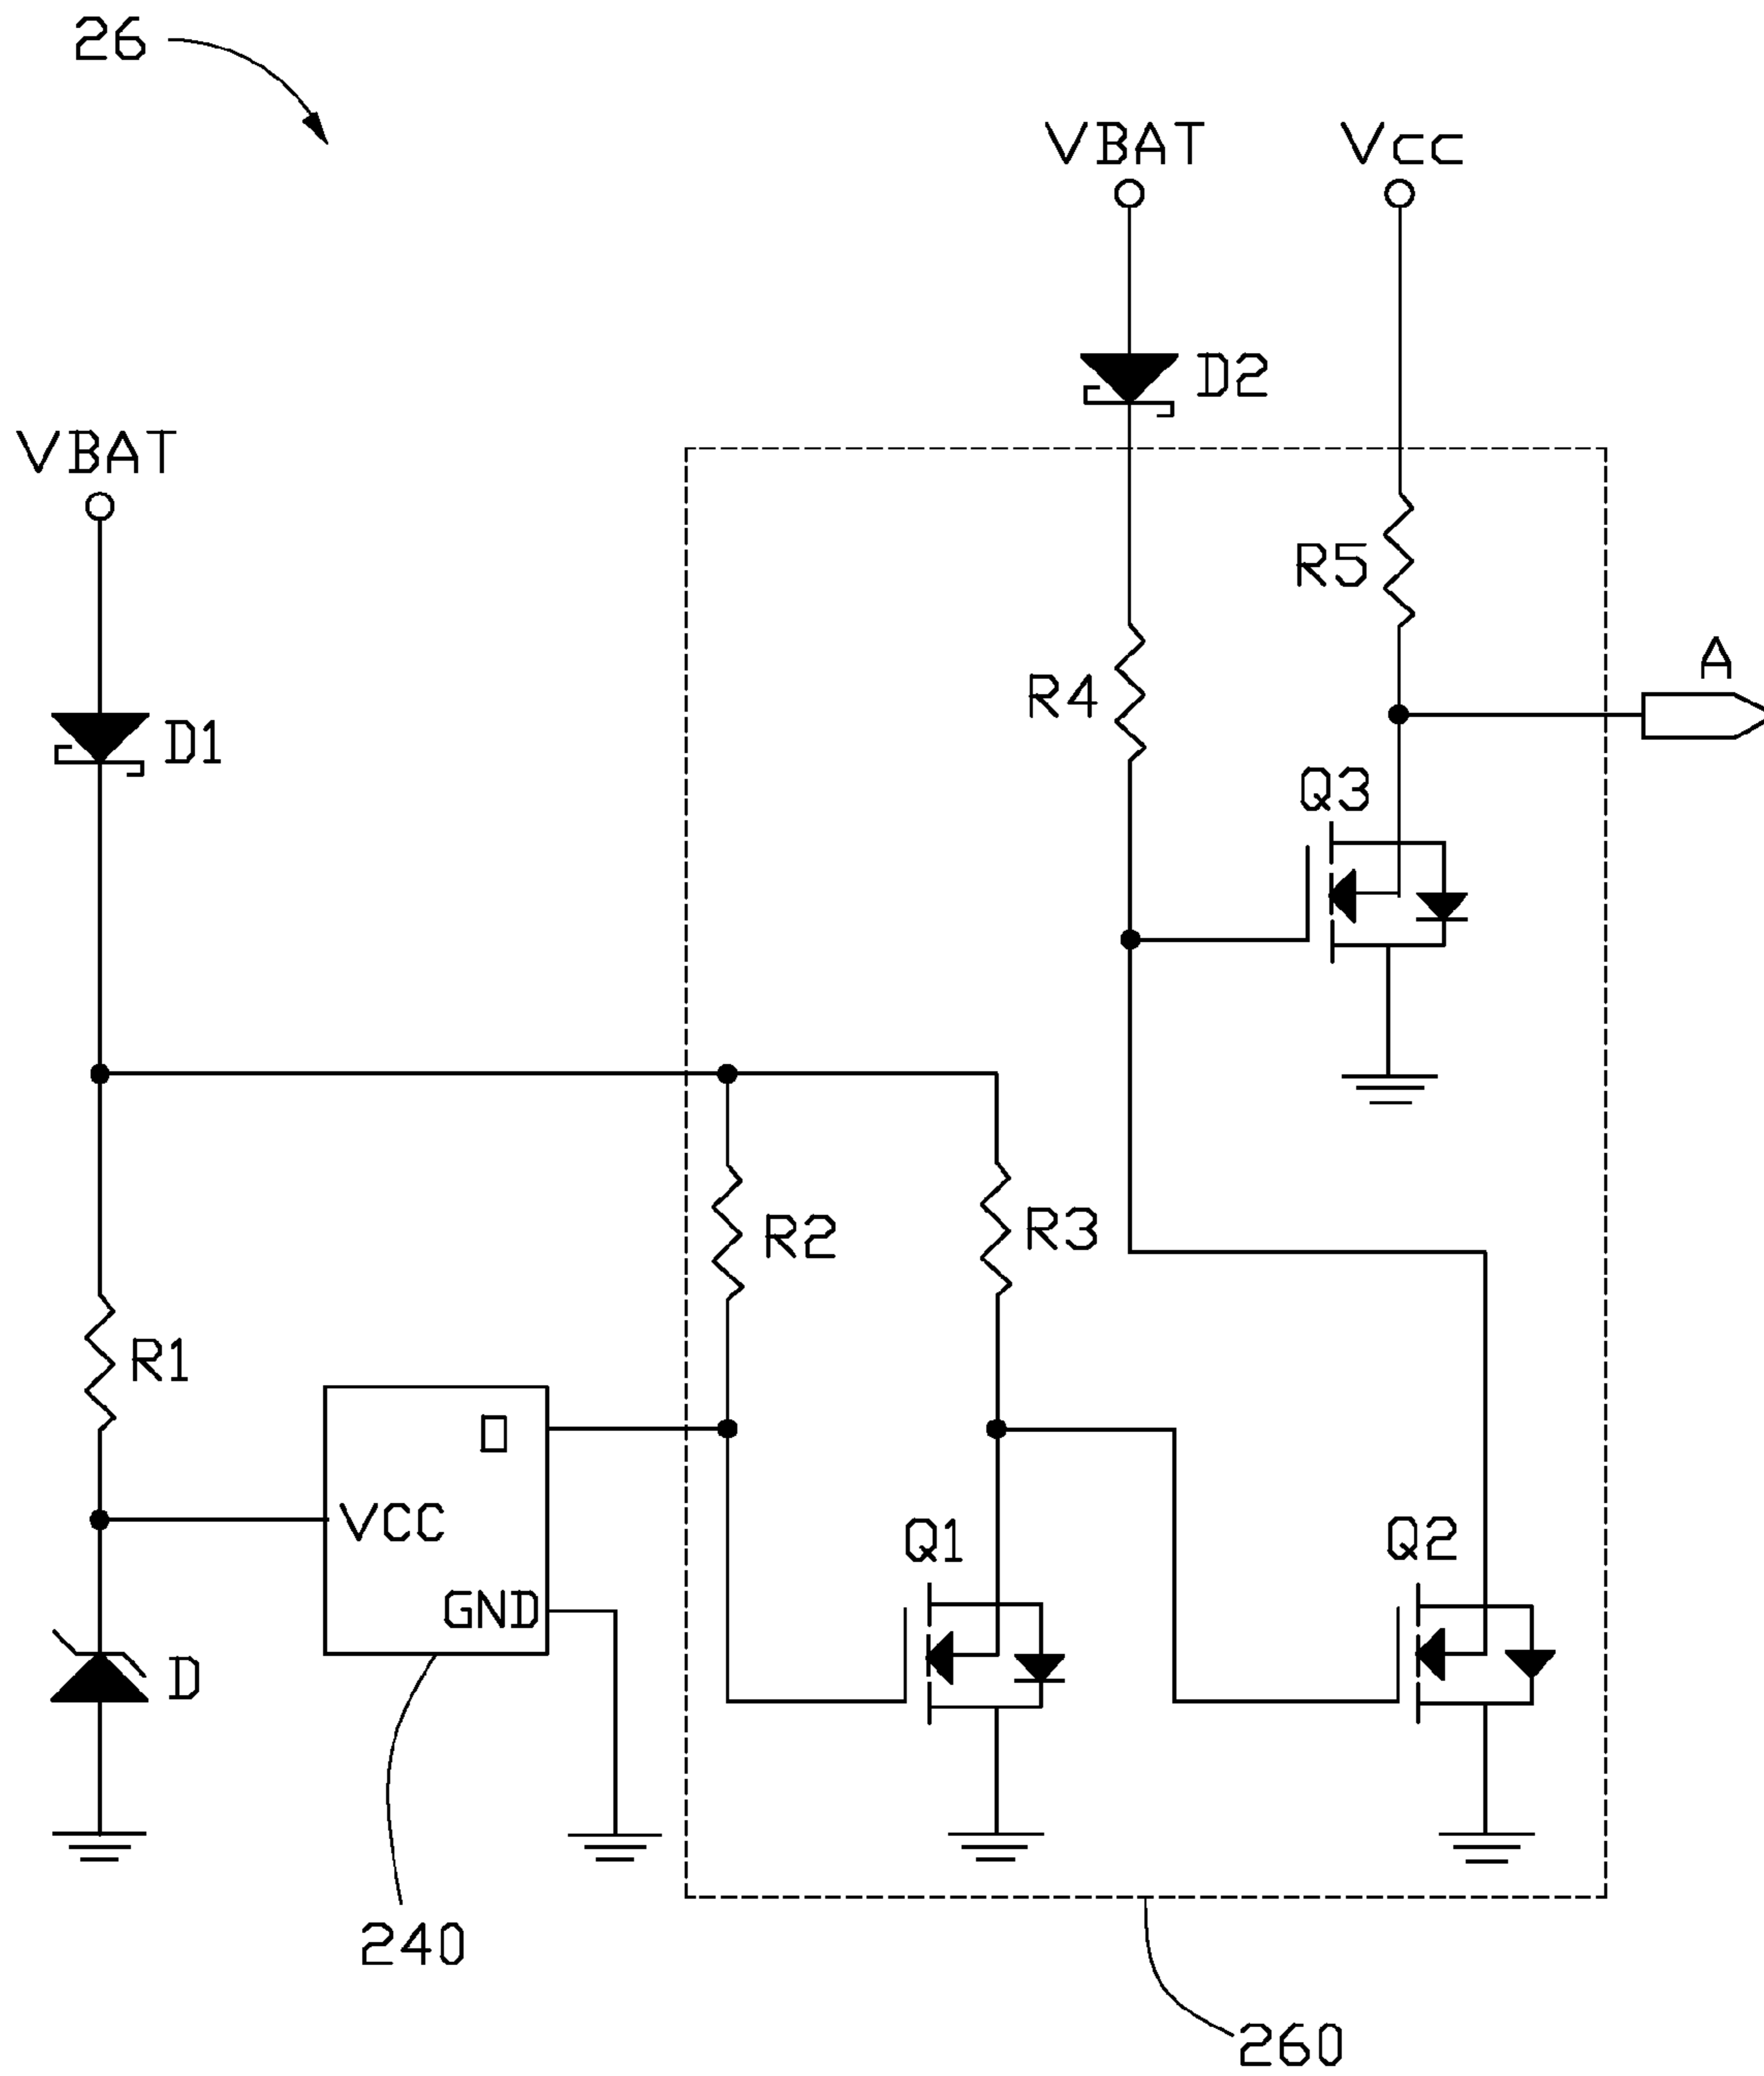 26
VBAT
Vcc
D2
VBAT
R5
A
R4
D1
Q3
R2
R3
R1
O
VCC
Q1
Q2
GND
D
240
260